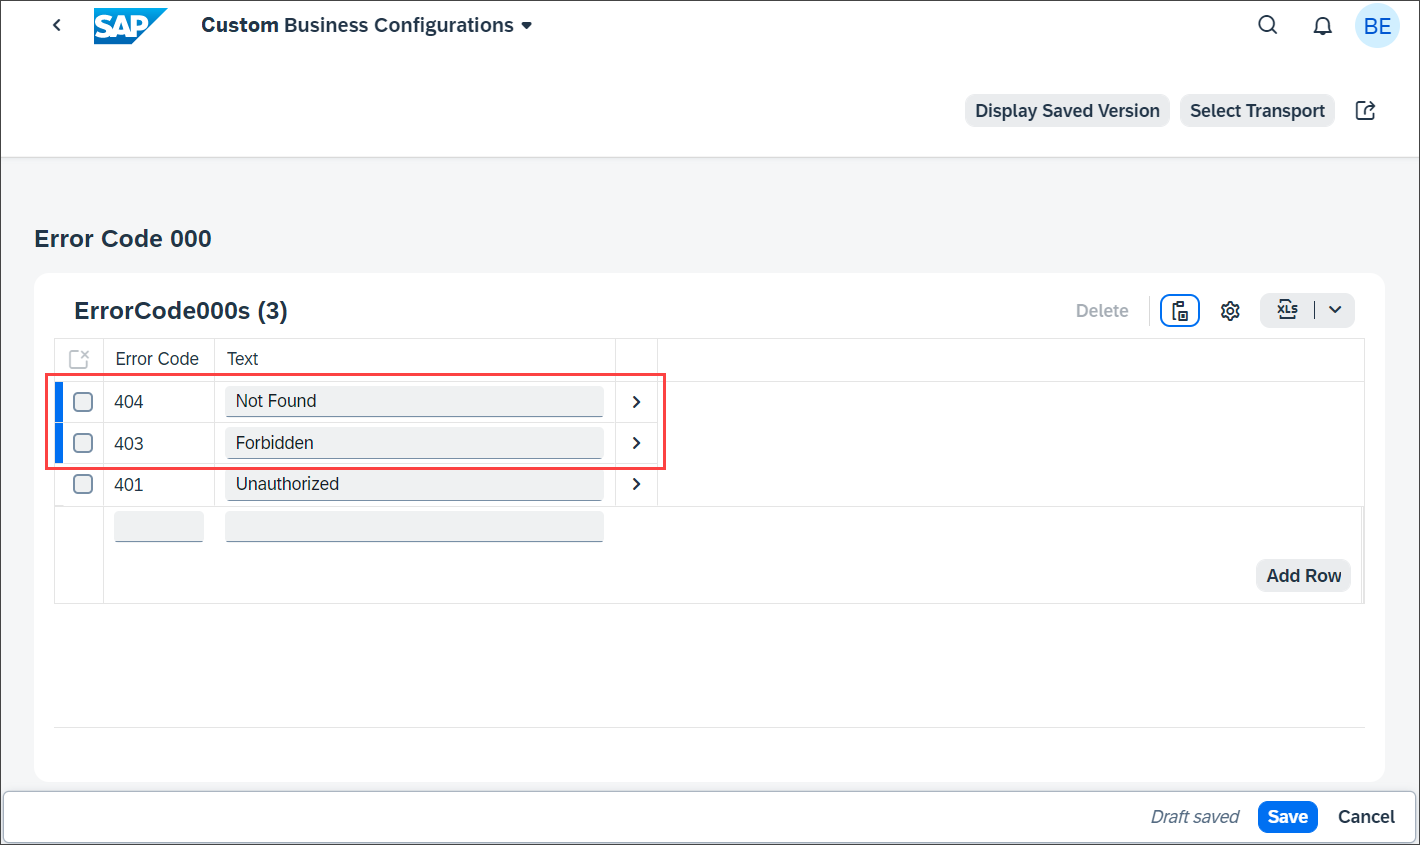 SAP Custom Business Configurations BE
Display Saved Version Select Transport
Error Code 000
ErrorCode000s (3) Delete XLS
Error Code Text
404 Not Found
403 Forbidden
401 Unauthorized
Add Row
Draft saved Save Cancel